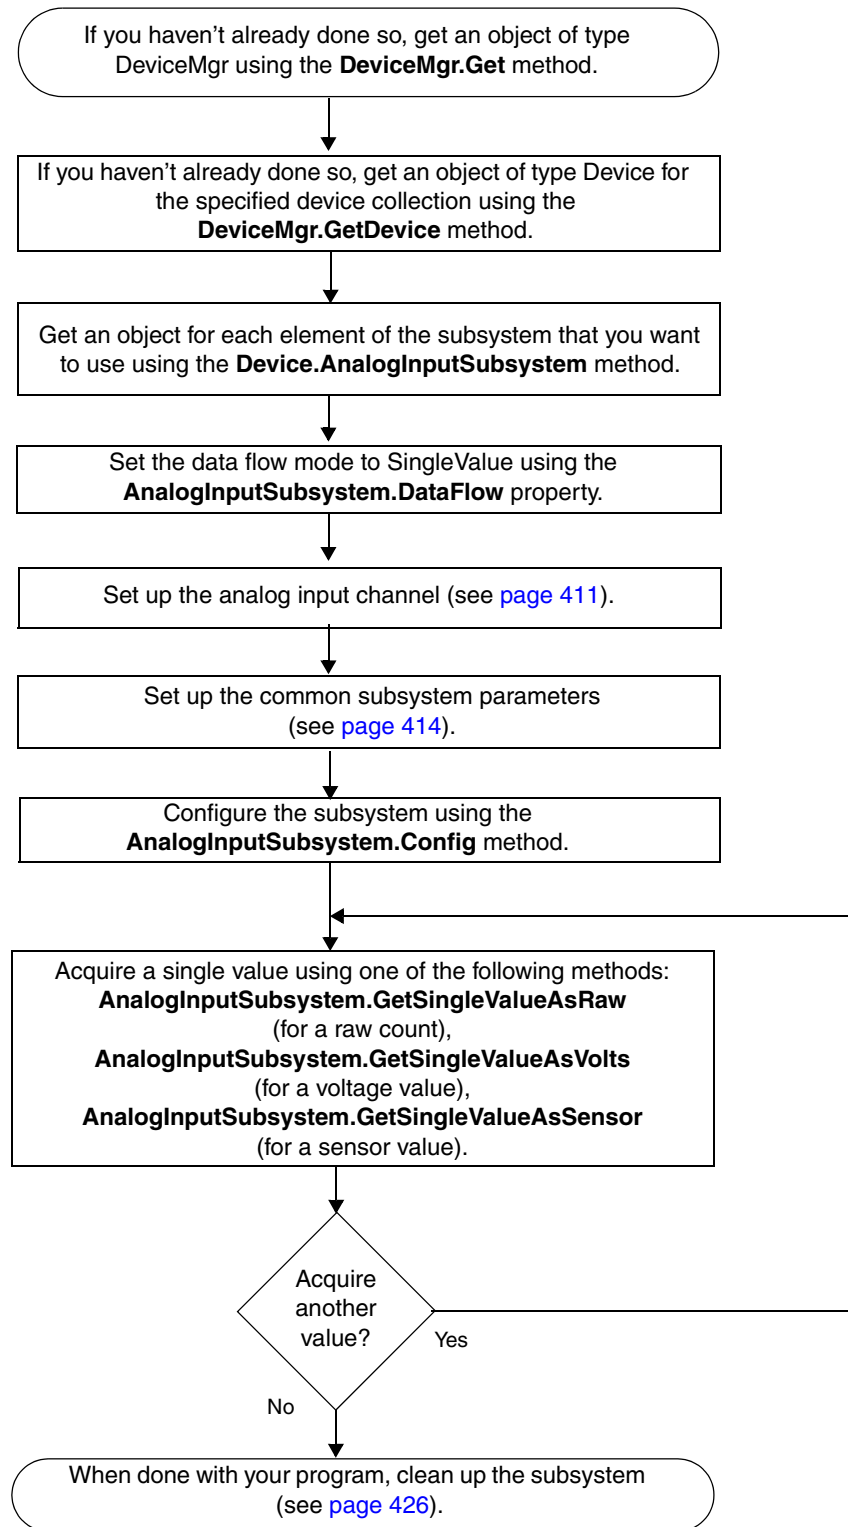 If you haven’t already done so, get an object of type
DeviceMgr using the DeviceMgr.Get method.
If you haven’t already done so, get an object of type Device for
the specified device collection using the
DeviceMgr.GetDevice method.
Get an object for each element of the subsystem that you want
to use using the Device.AnalogInputSubsystem method.
Set the data flow mode to SingleValue using the
AnalogInputSubsystem.DataFlow property.
Set up the analog input channel (see page 411).
Set up the common subsystem parameters
(see page 414).
Configure the subsystem using the
AnalogInputSubsystem.Config method.
Acquire a single value using one of the following methods:
AnalogInputSubsystem.GetSingleValueAsRaw
(for a raw count),
AnalogInputSubsystem.GetSingleValueAsVolts
(for a voltage value),
AnalogInputSubsystem.GetSingleValueAsSensor
(for a sensor value).
Acquire
another
value?
Yes
No
When done with your program, clean up the subsystem
(see page 426).